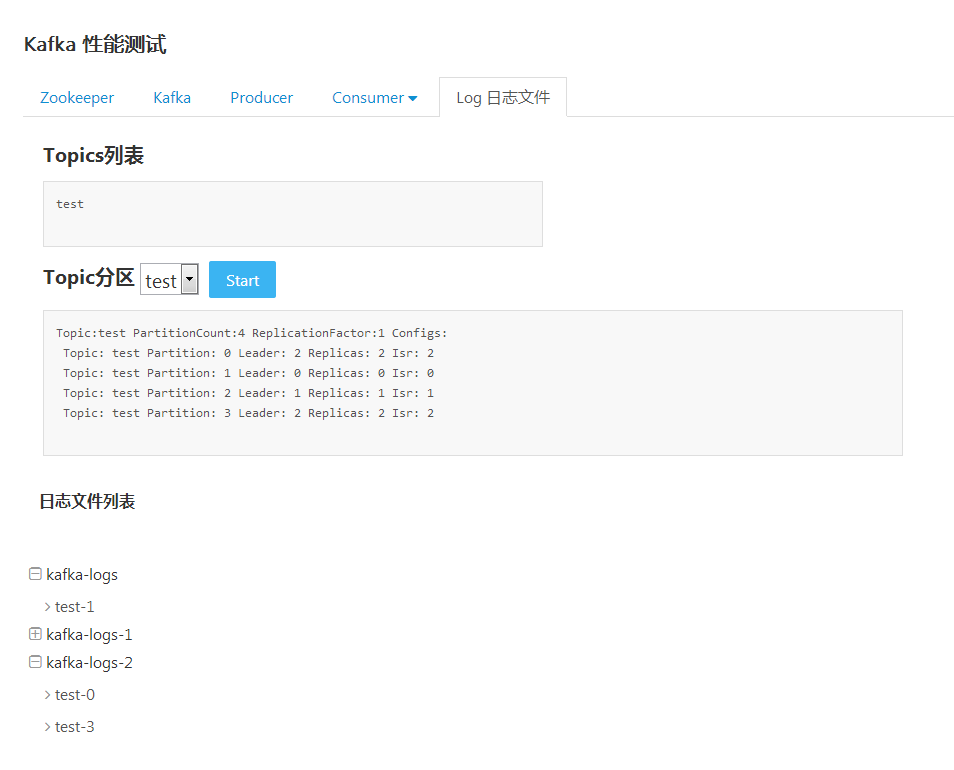 Kafka 性能测试
Zookeeper Kafka Producer Consumer Log 日志文件
Topics列表
test
Topic分区 test Start
Topic:test PartitionCount:4 ReplicationFactor:1 Configs:
Topic: test Partition: 0 Leader: 2 Replicas: 2 Isr: 2
Topic: test Partition: 1 Leader: 0 Replicas: 0 Isr: 0
Topic: test Partition: 2 Leader: 1 Replicas: 1 Isr: 1
Topic: test Partition: 3 Leader: 2 Replicas: 2 Isr: 2
日志文件列表
kafka-logs
test-1
kafka-logs-1
kafka-logs-2
test-0
test-3